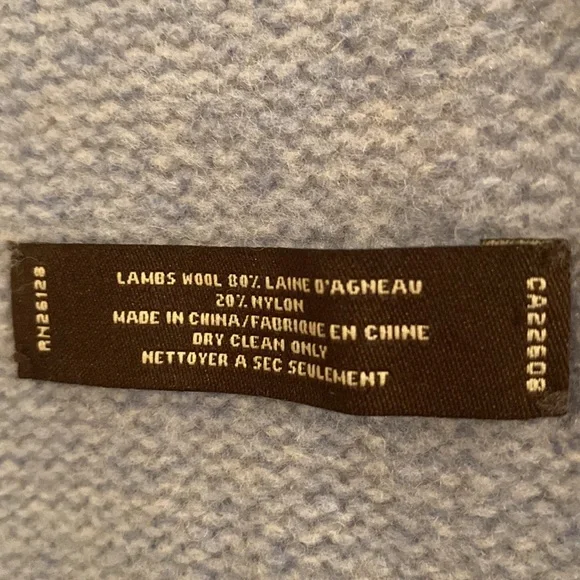 RN26128
LAMBS WOOL 80% LAINE D'AGNEAU
20% NYLON
MADE IN CHINA/FABRIQUE EN CHINE
DRY CLEAN ONLY
NETTOYER A SEC SEULEMENT
CA22608